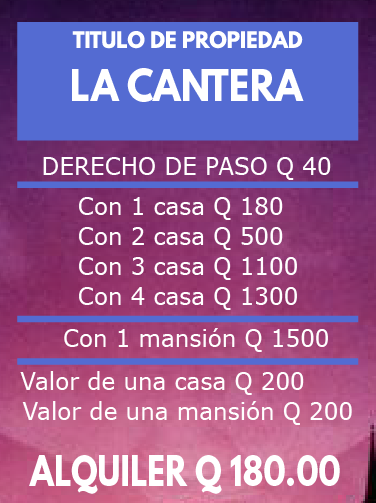 TITULO DE PROPIEDAD
LA CANTERA
DERECHO DE PASO Q 40
Con 1 casa Q 180
Con 2 casa Q 500
Con 3 casa Q 1100
Con 4 casa Q 1300
Con 1 mansión Q 1500
Valor de una casa Q 200
Valor de una mansión Q 200
ALQUILER Q 180.00